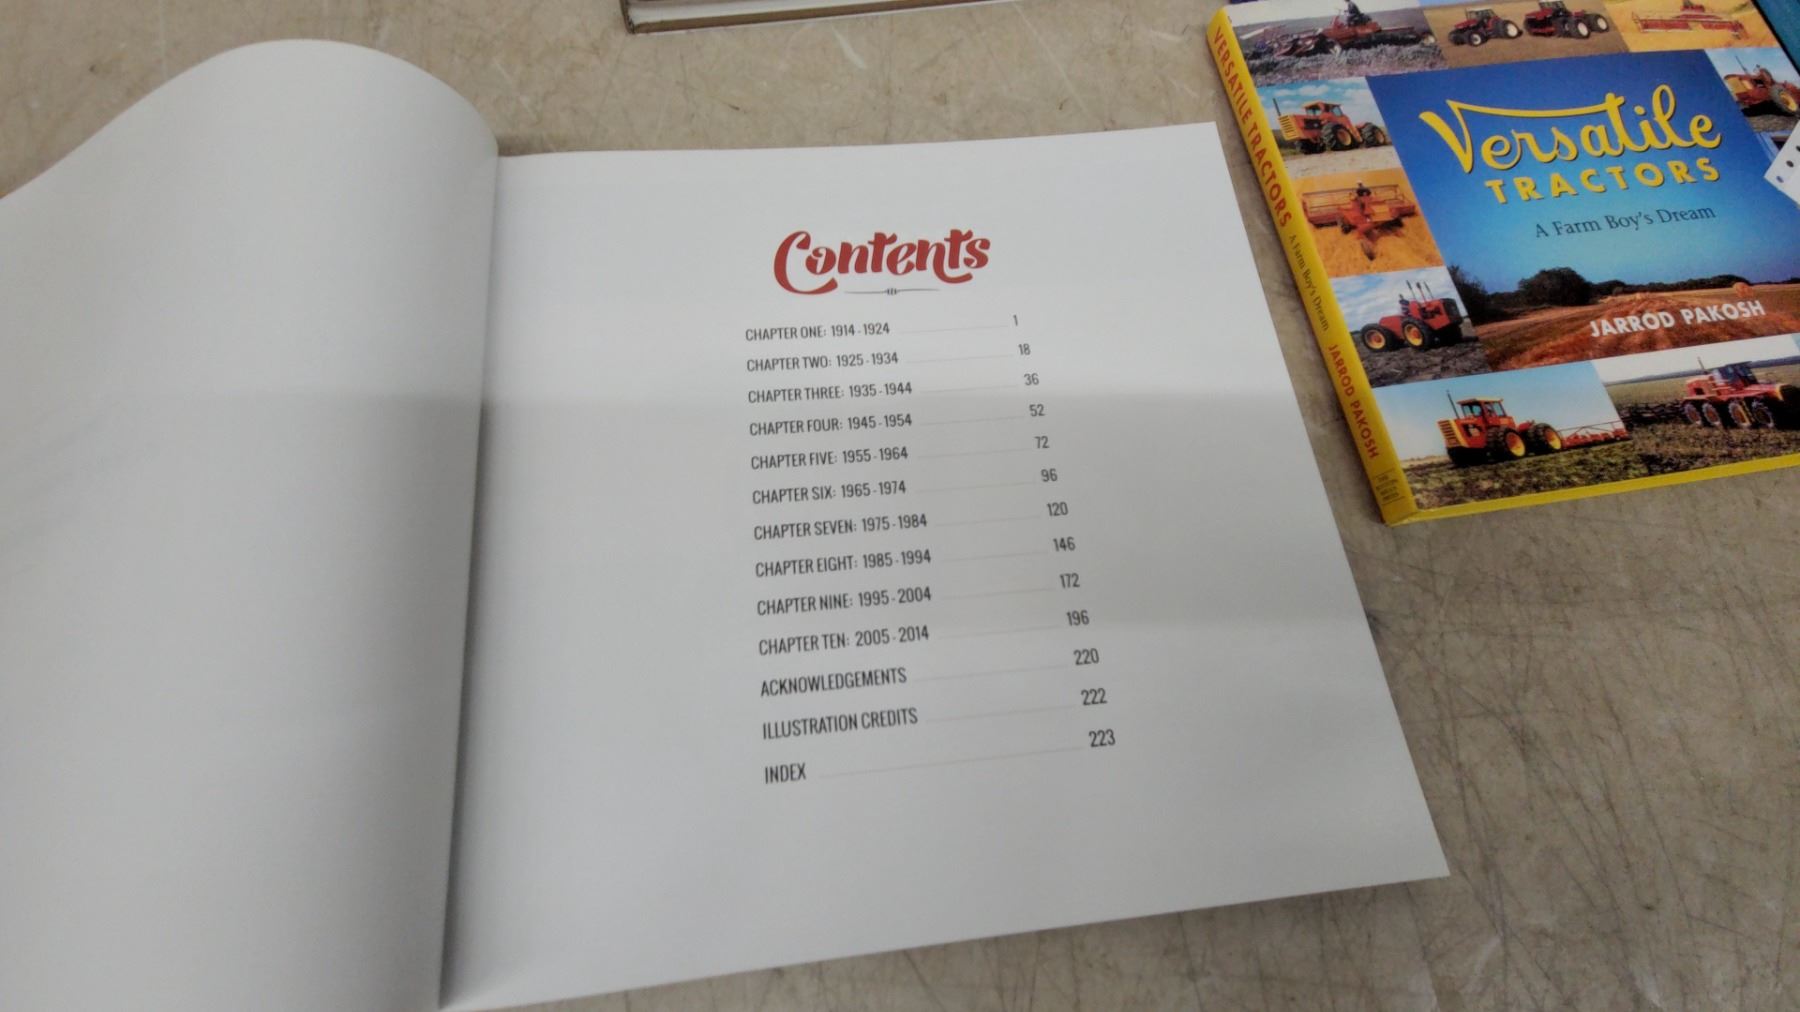 Contents
CHAPTER ONE: 1914 - 1924 1
CHAPTER TWO: 1925 - 1934 18
CHAPTER THREE: 1935 - 1944 36
CHAPTER FOUR: 1945 - 1954 52
CHAPTER FIVE: 1955 - 1964 72
CHAPTER SIX: 1965 - 1974 96
CHAPTER SEVEN: 1975 - 1984 120
CHAPTER EIGHT: 1985 - 1994 146
CHAPTER NINE: 1995 - 2004 172
CHAPTER TEN: 2005 - 2014 196
ACKNOWLEDGEMENTS 220
ILLUSTRATION CREDITS 222
INDEX 223
VERSATILE TRACTORS A Farm Boy's Dream JARROD PAKOSH
Versatile
TRACTORS
A Farm Boy's Dream
JARROD PAKOSH